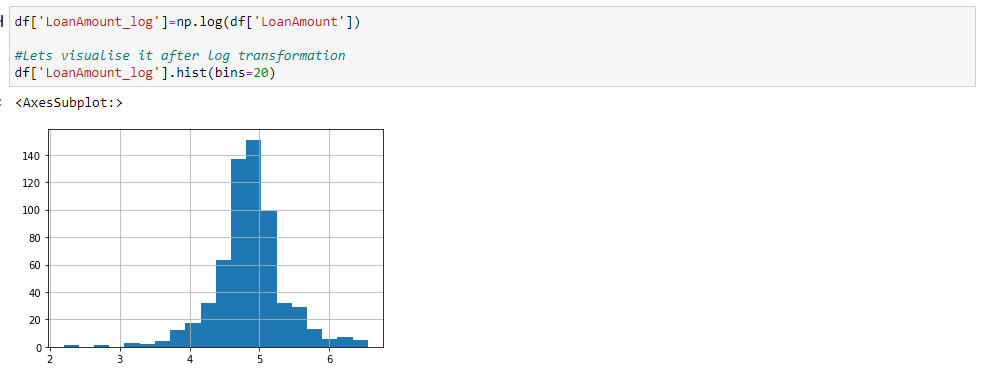 df['LoanAmount_log']=np.log(df['LoanAmount'])
#Lets visualise it after log transformation
df['LoanAmount_log'].hist(bins=20)
<AxesSubplot:>
140
120
100
80
60
40
20
0
2 3 4 5 6